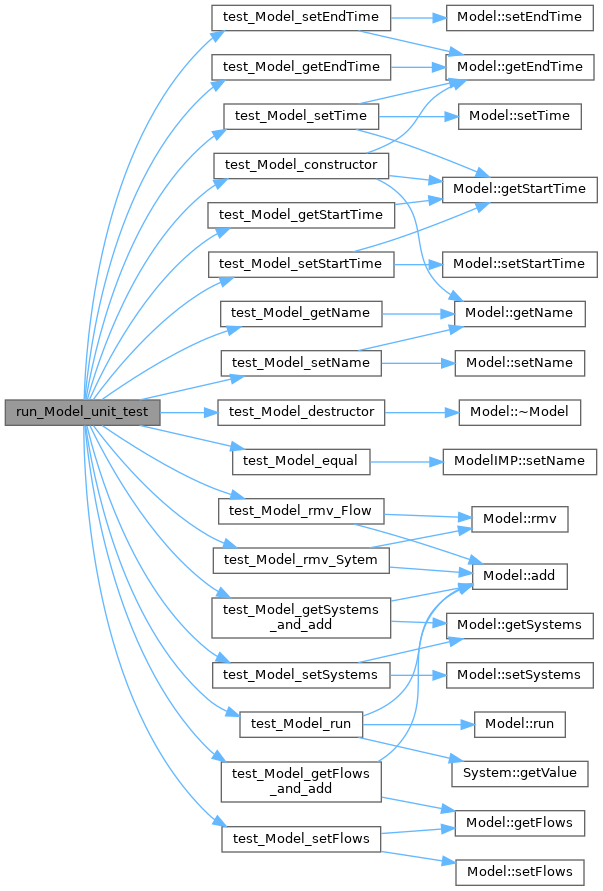 run_Model_unit_test
test_Model_setEndTime
test_Model_getEndTime
test_Model_setTime
test_Model_constructor
test_Model_getStartTime
test_Model_setStartTime
test_Model_getName
test_Model_setName
test_Model_destructor
test_Model_equal
test_Model_rmv_Flow
test_Model_rmv_Sytem
test_Model_getSystems
_and_add
test_Model_setSystems
test_Model_run
test_Model_getFlows
_and_add
test_Model_setFlows
Model::setEndTime
Model::getEndTime
Model::setTime
Model::getStartTime
Model::setStartTime
Model::getName
Model::setName
Model::~Model
ModelIMP::setName
Model::rmv
Model::add
Model::getSystems
Model::setSystems
Model::run
System::getValue
Model::getFlows
Model::setFlows